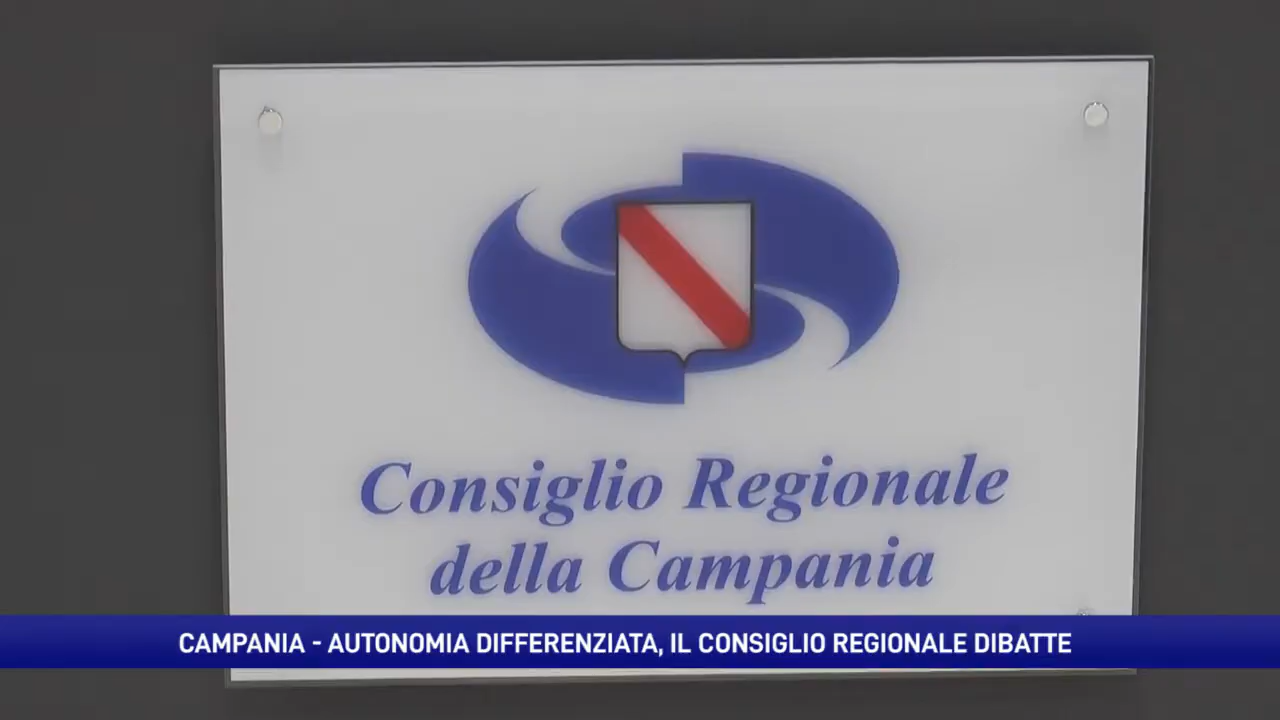 Consiglio Regionale
della Campania
CAMPANIA - AUTONOMIA DIFFERENZIATA, IL CONSIGLIO REGIONALE DIBATTE